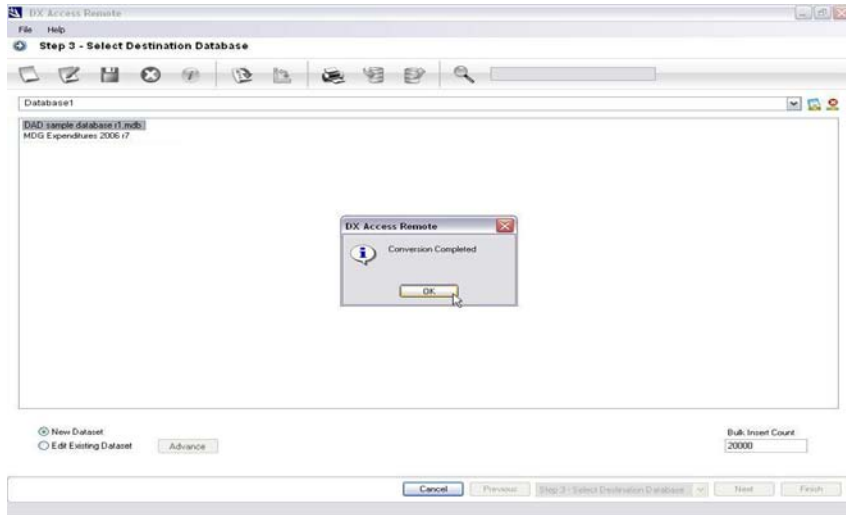 DX Access Remote
File Help
Step 3 - Select Destination Database
Database1
DAD sample database r1.mdb
MDG Expenditures 2006 r7
DX Access Remote
Conversion Completed
OK
New Dataset
Edit Existing Dataset Advance
Bulk Insert Count
20000
Cancel Previous Step 3 - Select Destination Database Next Finish